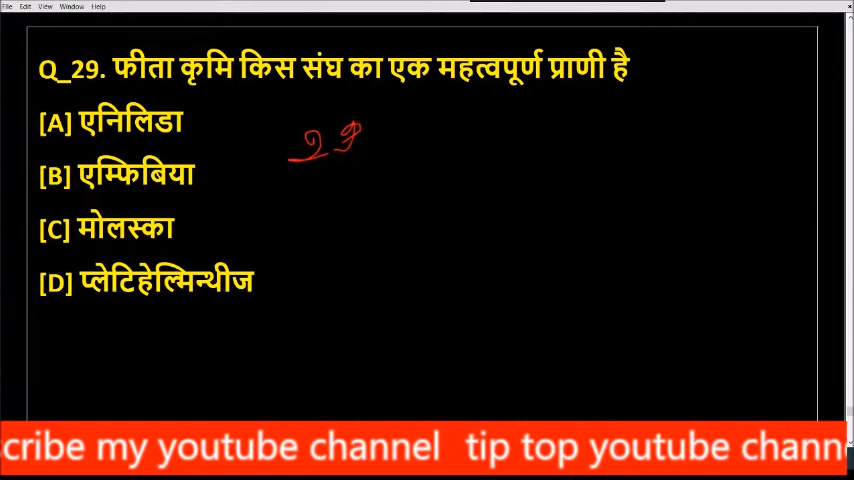 File Edit View Window Help
Q_29. फीता कृमि किस संघ का एक महत्वपूर्ण प्राणी है
[A] एनिलिडा
[B] एम्फिबिया
[C] मोलस्का
[D] प्लेटिहेल्मिन्थीज
scribe my youtube channel tip top youtube chann